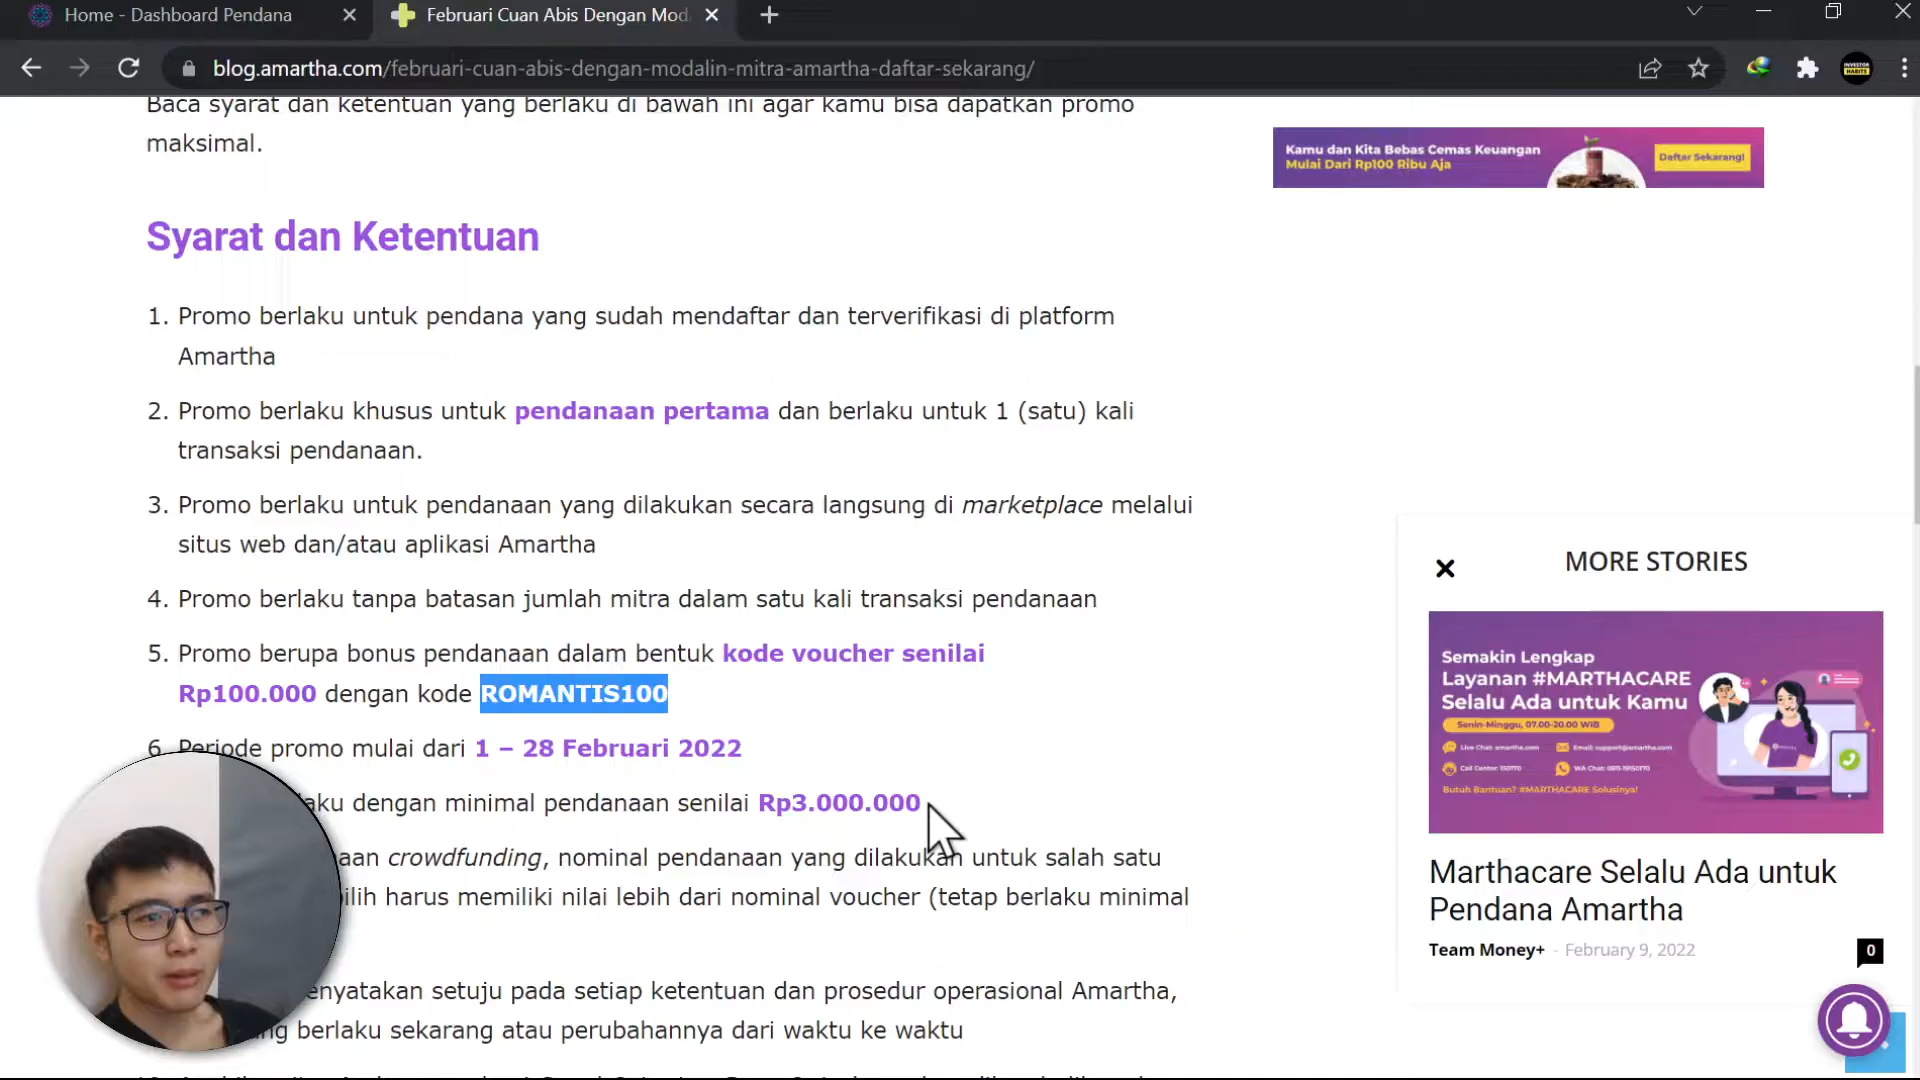 Home - Dashboard Pendana
Februari Cuan Abis Dengan Mod
blog.amartha.com/februari-cuan-abis-dengan-modalin-mitra-amartha-daftar-sekarang/
Baca syarat dan ketentuan yang berlaku di bawah ini agar kamu bisa dapatkan promo
maksimal.
Kamu dan Kita Bebas Cemas Keuangan
Mulai Dari Rp100 Ribu Aja
Daftar Sekarang!
Syarat dan Ketentuan
1. Promo berlaku untuk pendana yang sudah mendaftar dan terverifikasi di platform
Amartha
2. Promo berlaku khusus untuk pendanaan pertama dan berlaku untuk 1 (satu) kali
transaksi pendanaan.
3. Promo berlaku untuk pendanaan yang dilakukan secara langsung di marketplace melalui
situs web dan/atau aplikasi Amartha
4. Promo berlaku tanpa batasan jumlah mitra dalam satu kali transaksi pendanaan
5. Promo berupa bonus pendanaan dalam bentuk kode voucher senilai
Rp100.000 dengan kode ROMANTIS100
6. Periode promo mulai dari 1 – 28 Februari 2022
aku dengan minimal pendanaan senilai Rp3.000.000
aan crowdfunding, nominal pendanaan yang dilakukan untuk salah satu
ilih harus memiliki nilai lebih dari nominal voucher (tetap berlaku minimal
enyatakan setuju pada setiap ketentuan dan prosedur operasional Amartha,
ng berlaku sekarang atau perubahannya dari waktu ke waktu
MORE STORIES
Semakin Lengkap
Layanan #MARTHACARE
Selalu Ada untuk Kamu
Senin-Minggu, 07.00-20.00 WIB
Live Chat: amartha.com
Email: support@amartha.com
Call Center: 150170
WA Chat: 0811-19150170
Butuh Bantuan? #MARTHACARE Solusinya!
Marthacare Selalu Ada untuk
Pendana Amartha
Team Money+ - February 9, 2022
0